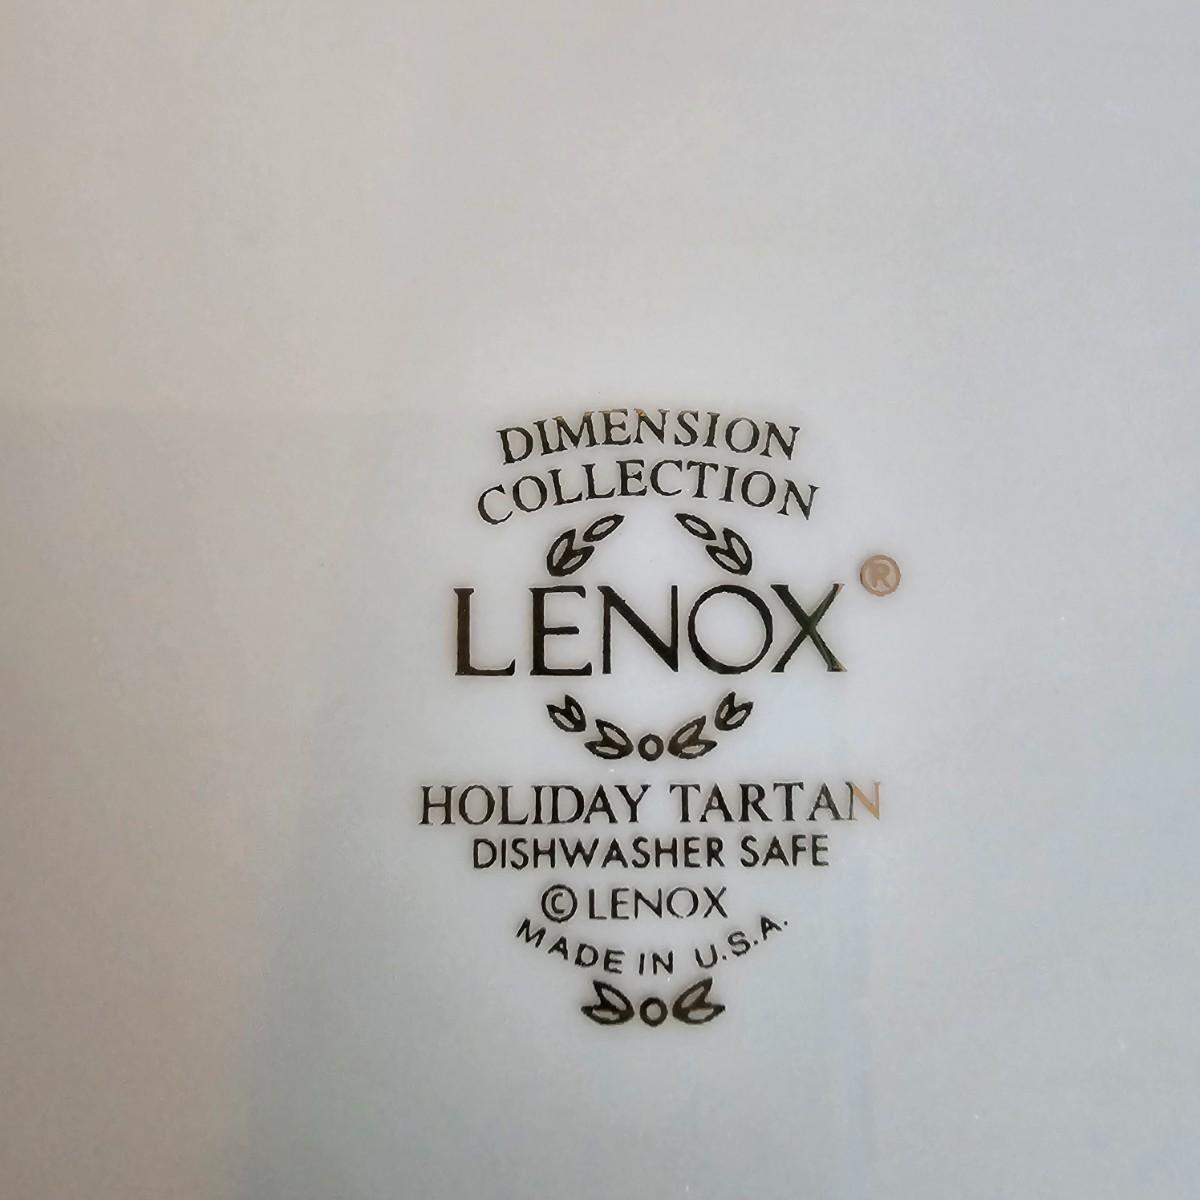 DIMENSION
COLLECTION
LENOX®
HOLIDAY TARTAN
DISHWASHER SAFE
© LENOX
MADE IN U.S.A.